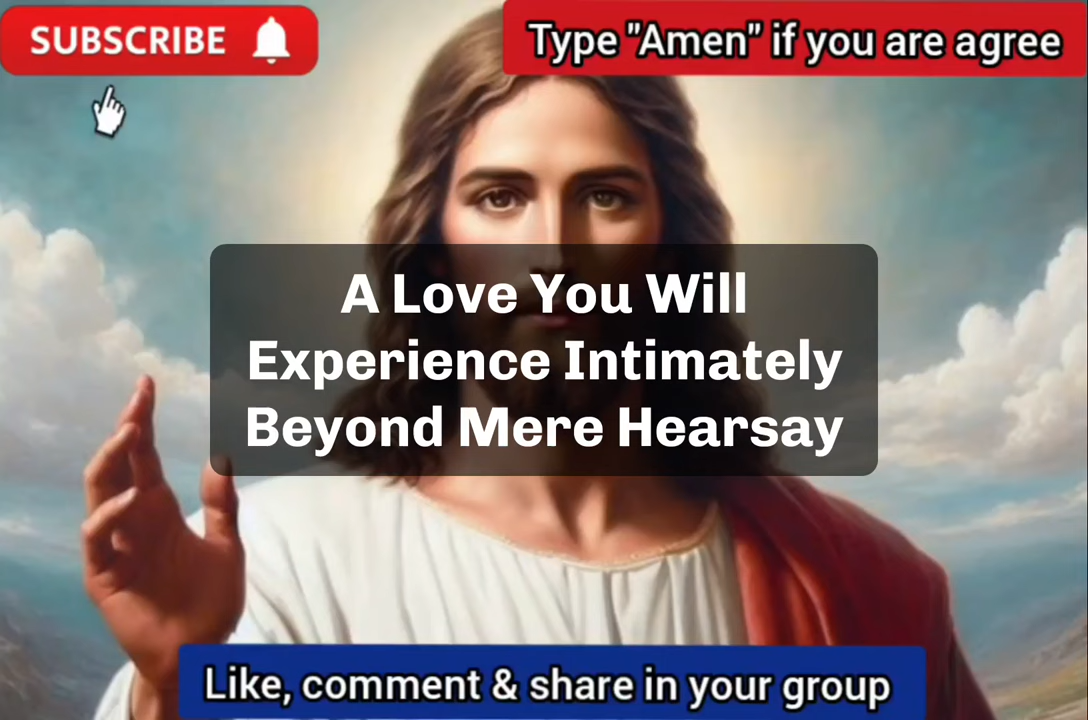 SUBSCRIBE
Type "Amen" if you are agree
A Love You Will
Experience Intimately
Beyond Mere Hearsay
Like, comment & share in your group